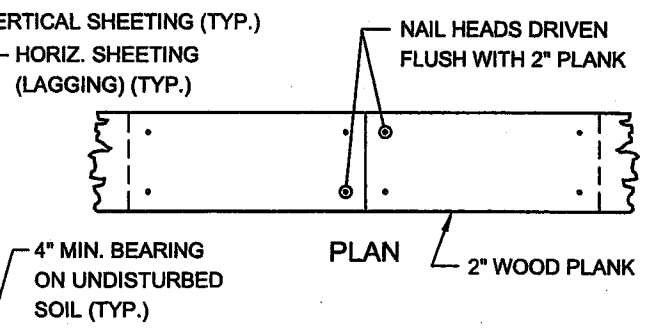 ERTICAL SHEETING (TYP.)
HORIZ. SHEETING
(LAGGING) (TYP.)
NAIL HEADS DRIVEN
FLUSH WITH 2" PLANK
4" MIN. BEARING
ON UNDISTURBED
SOIL (TYP.)
PLAN
2" WOOD PLANK